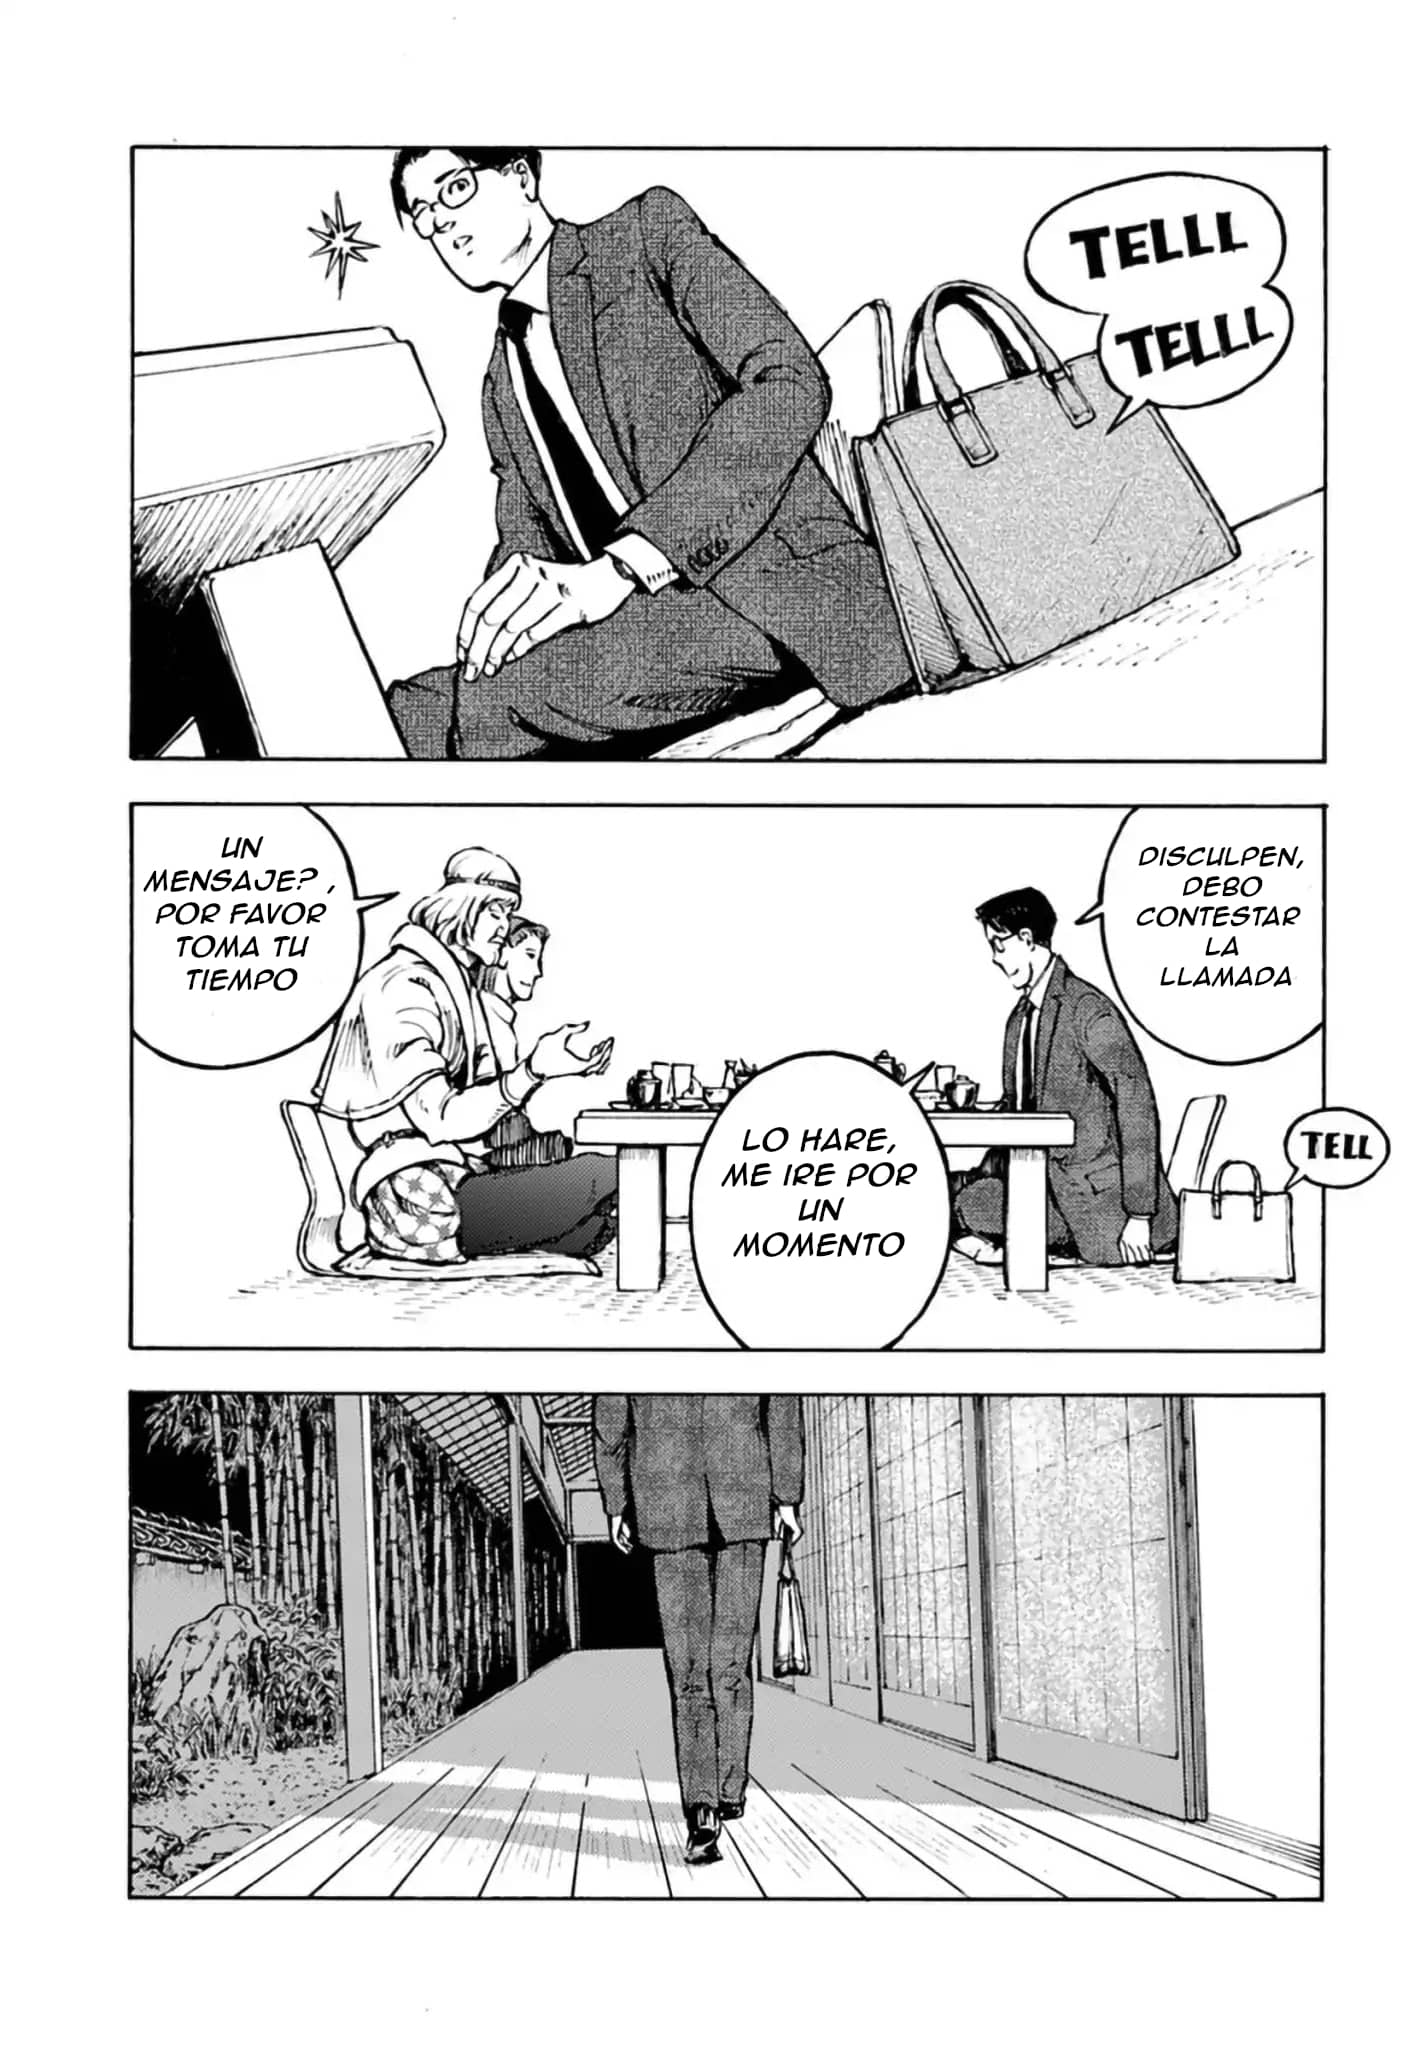 TELLL
TELLL
DISCULPEN,
DEBO
CONTESTAR
LA
LLAMADA
UN
MENSAJE? ,
POR FAVOR
TOMA TU
TIEMPO
LO HARE,
ME IRE POR
UN
MOMENTO
TELL